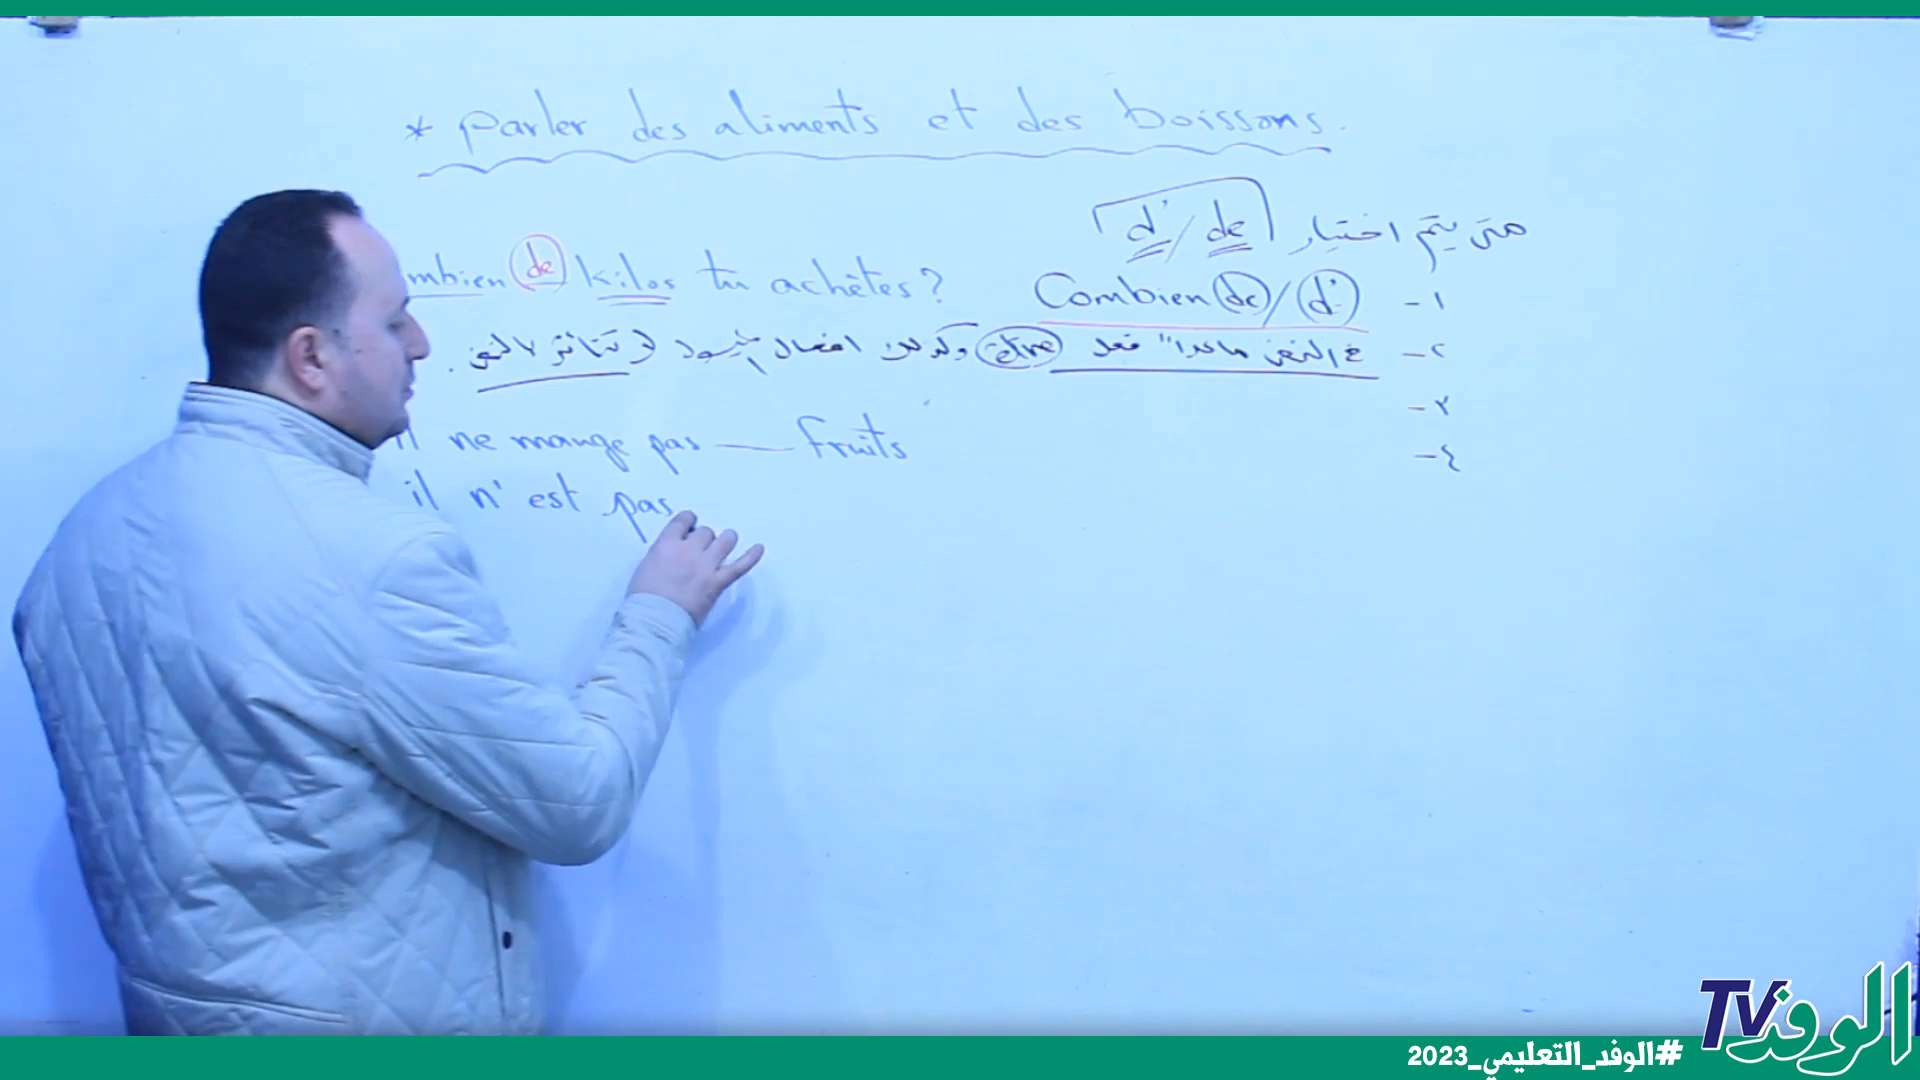 * Parler des aliments et des boissons.
متى يتم اختيار d' / de
١- Combien de / d'
mbien de kilos tu achètes ?
٢- في النفي ماعدا" فعل être وكذلك افعال لا تتأثر بالنفي .
٣-
٤-
il ne mange pas — fruits
il n'est pas
الوفد TV
#الوفد_التعليمي_2023